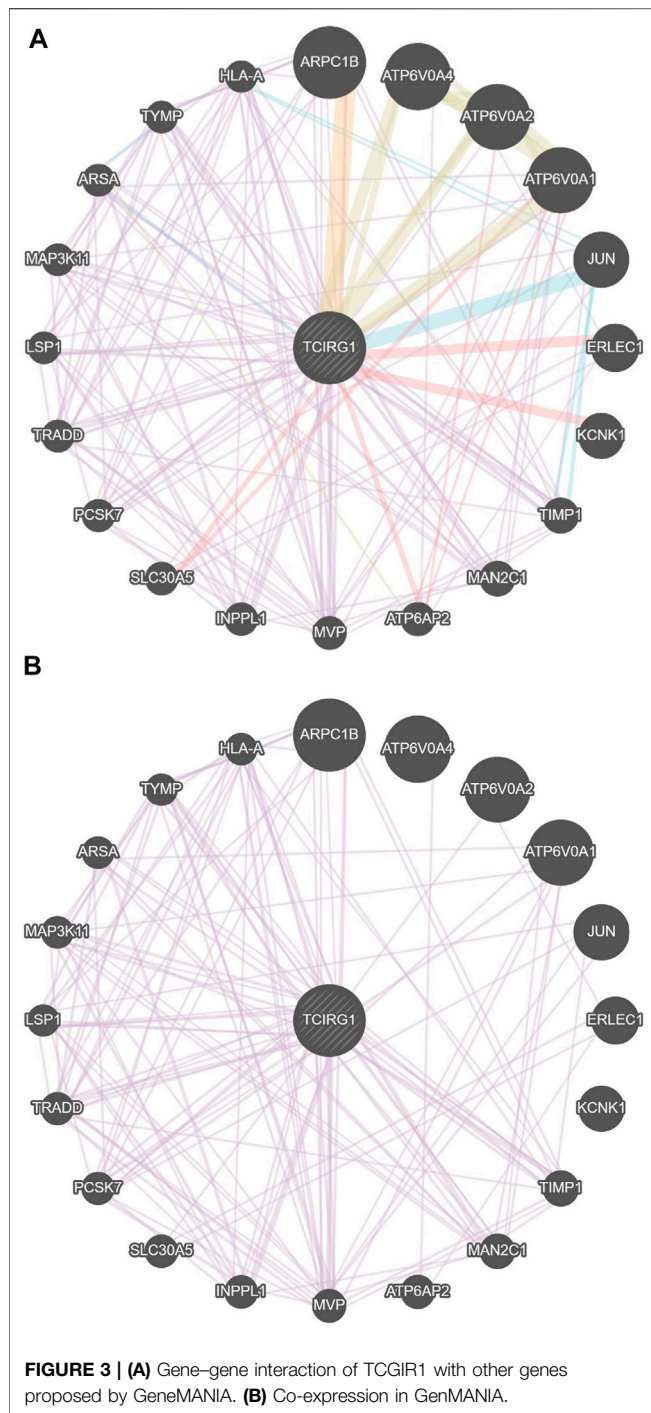 A
ARPC1B
ATP6V0A4
HLA-A
ATP6V0A2
TYMP
ATP6V0A1
ARSA
JUN
MAP3K11
LSP1
TCIRG1
ERLEC1
TRADD
KCNK1
PCSK7
TIMP1
SLC30A5
MAN2C1
INPPL1
MVP
ATP6AP2
B
ARPC1B
ATP6V0A4
HLA-A
ATP6V0A2
TYMP
ATP6V0A1
ARSA
JUN
MAP3K11
LSP1
TCIRG1
ERLEC1
TRADD
KCNK1
PCSK7
TIMP1
SLC30A5
MAN2C1
INPPL1
MVP
ATP6AP2
FIGURE 3 | (A) Gene–gene interaction of TCGIR1 with other genes
proposed by GeneMANIA. (B) Co-expression in GenMANIA.